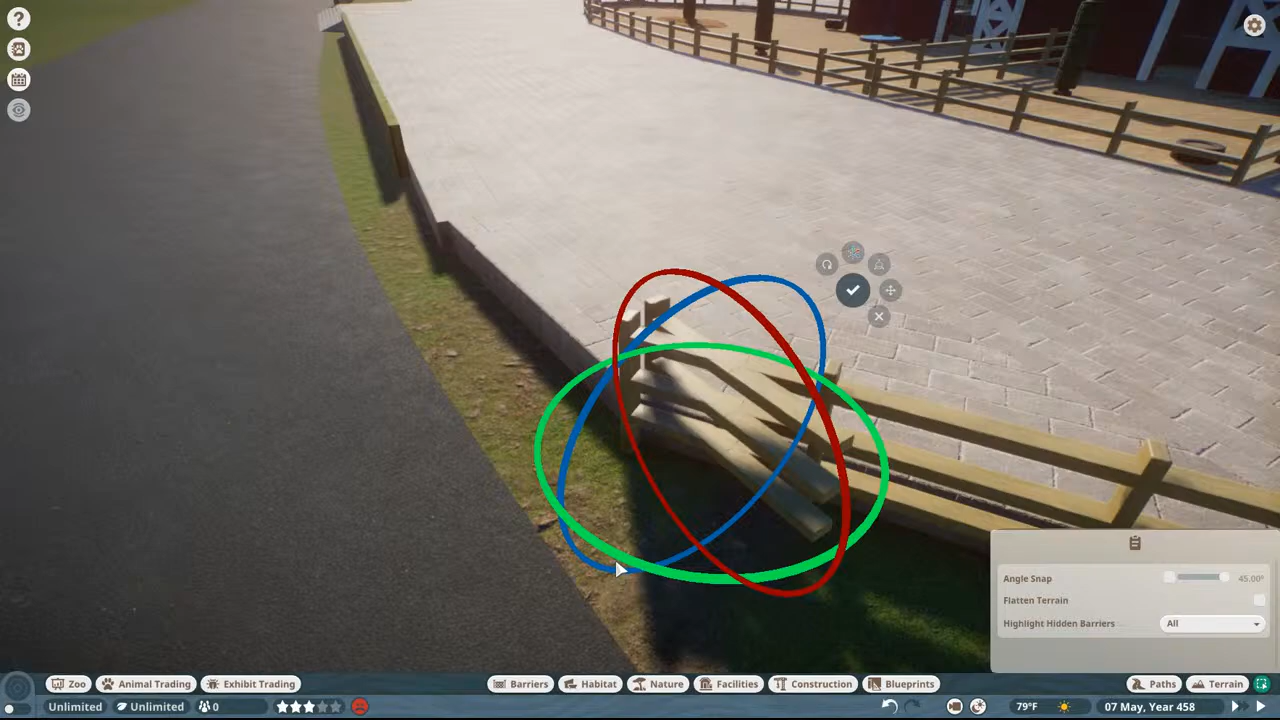 ?
Angle Snap 45.00°
Flatten Terrain
Highlight Hidden Barriers All
Zoo Animal Trading Exhibit Trading Barriers Habitat Nature Facilities Construction Blueprints Paths Terrain
Unlimited Unlimited 0 79°F 07 May, Year 458